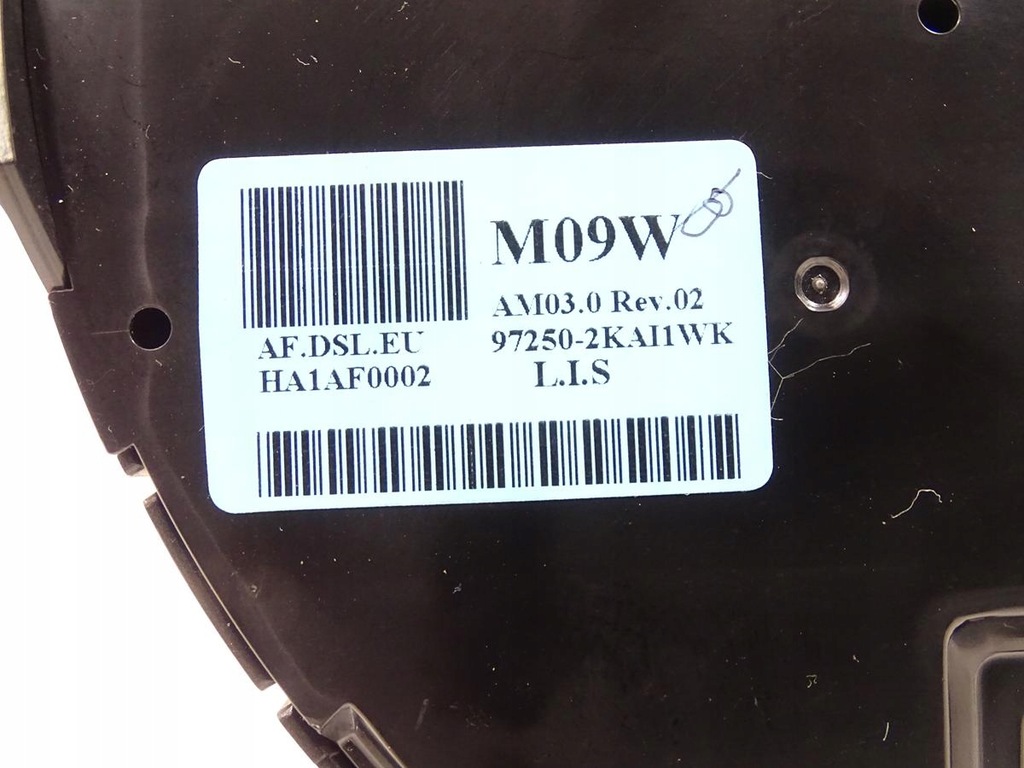 M09W
AM03.0 Rev.02
AF.DSL.EU
97250-2KAI1WK
HA1AF0002
L.I.S